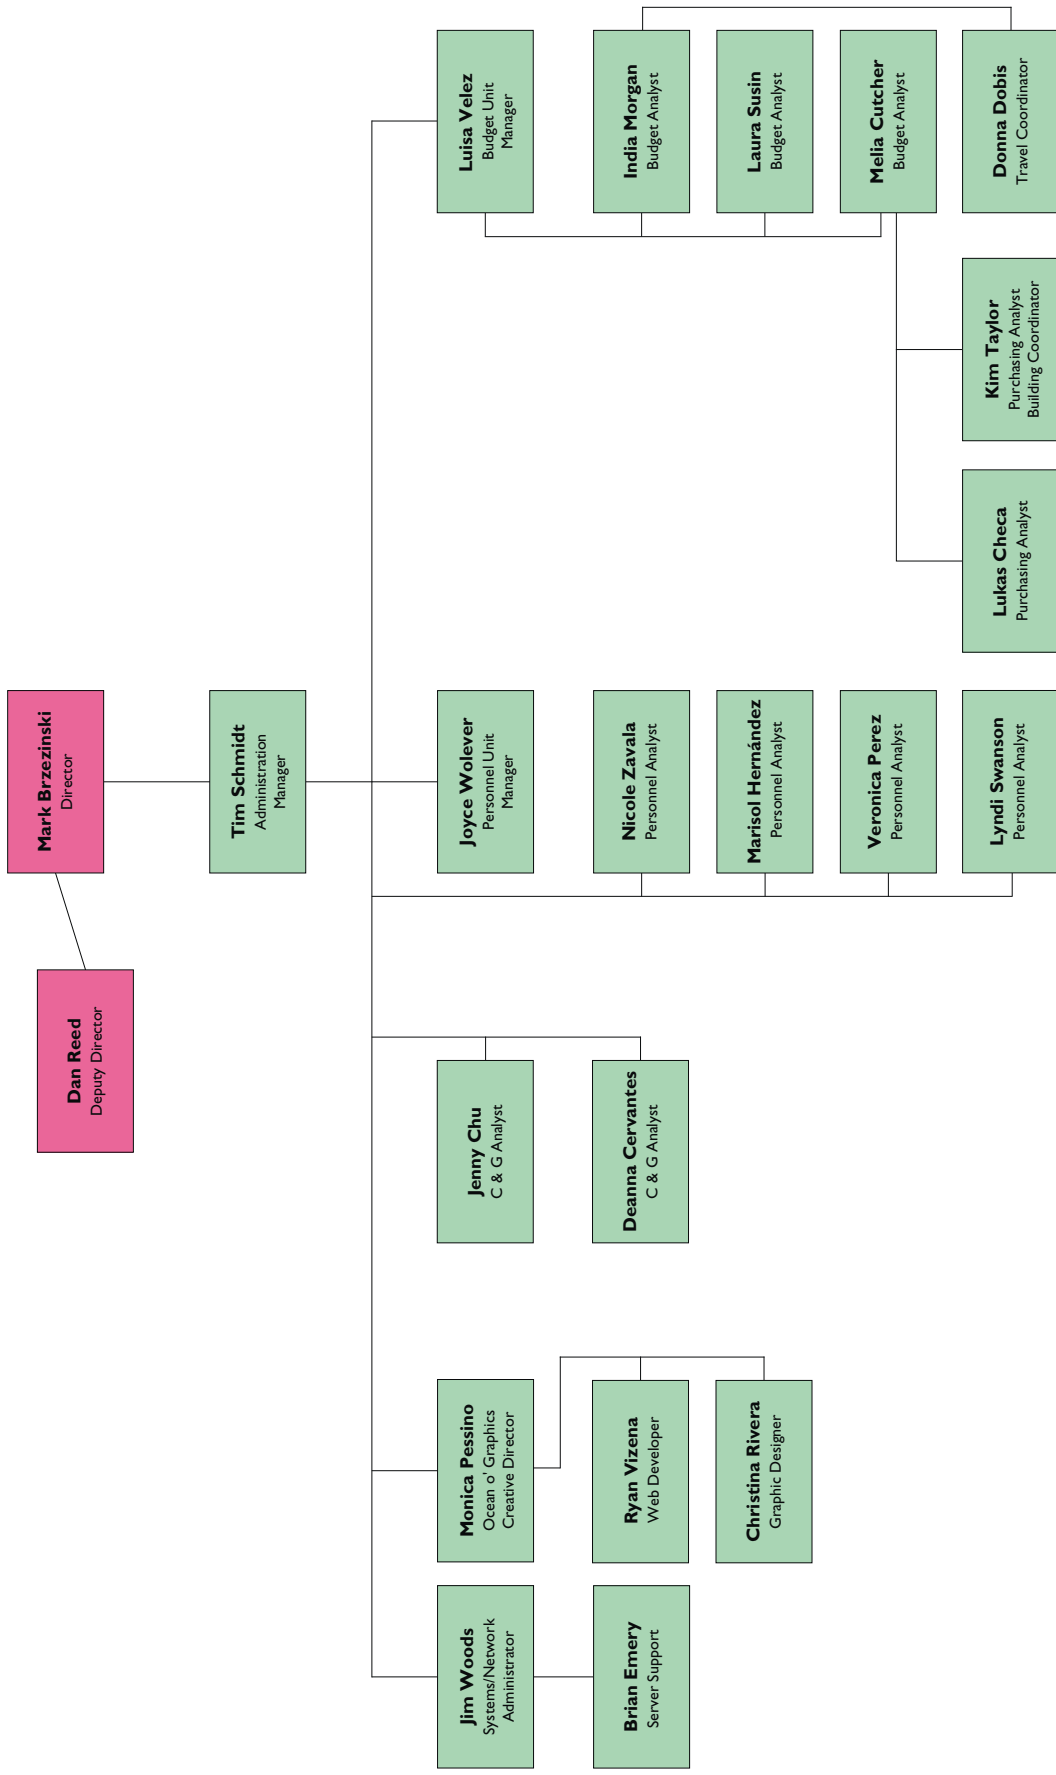 Mark Brzezinski
Director
Dan Reed
Deputy Director
Tim Schmidt
Administration
Manager
Jim Woods
Systems/Network
Administrator
Monica Pessino
Ocean o' Graphics
Creative Director
Jenny Chu
C & G Analyst
Joyce Wolever
Personnel Unit
Manager
Luisa Velez
Budget Unit
Manager
Brian Emery
Server Support
Ryan Vizena
Web Developer
Deanna Cervantes
C & G Analyst
Nicole Zavala
Personnel Analyst
India Morgan
Budget Analyst
Christina Rivera
Graphic Designer
Marisol Hernández
Personnel Analyst
Laura Susin
Budget Analyst
Veronica Perez
Personnel Analyst
Melia Cutcher
Budget Analyst
Lyndi Swanson
Personnel Analyst
Lukas Checa
Purchasing Analyst
Kim Taylor
Purchasing Analyst
Building Coordinator
Donna Dobis
Travel Coordinator